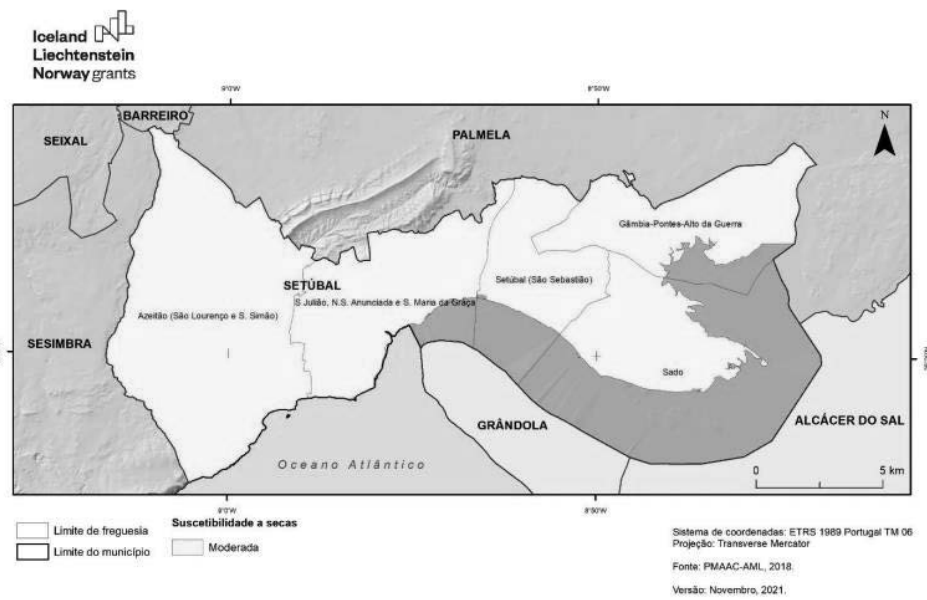 Iceland
Liechtenstein
Norway grants
9°0'W
8°50'W
BARREIRO
SEIXAL
PALMELA
N
Gâmbia-Pontes-Alto da Guerra
SETÚBAL
Setúbal (São Sebastião)
S Julião, N.S. Anunciada e S. Maria da Graça
Azeitão (São Lourenço e S. Simão)
SESIMBRA
Sado
GRÂNDOLA
ALCÁCER DO SAL
Oceano Atlântico
0
5 km
9°0'W
8°50'W
Limite de freguesia
Limite do município
Suscetibilidade a secas
Moderada
Sistema de coordenadas: ETRS 1989 Portugal TM 06
Projeção: Transverse Mercator
Fonte: PMAAC-AML, 2018.
Versão: Novembro, 2021.